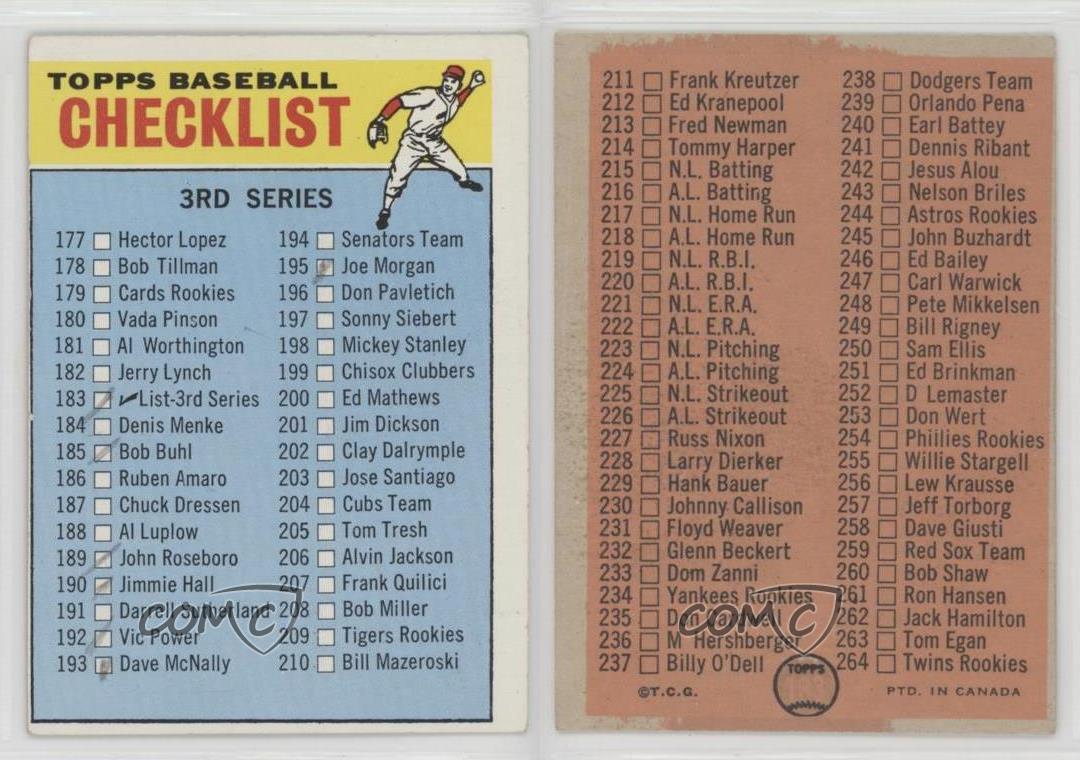 TOPPS BASEBALL
CHECKLIST
3RD SERIES
177 Hector Lopez
178 Bob Tillman
179 Cards Rookies
180 Vada Pinson
181 Al Worthington
182 Jerry Lynch
183 List-3rd Series
184 Denis Menke
185 Bob Buhl
186 Ruben Amaro
187 Chuck Dressen
188 Al Luplow
189 John Roseboro
190 Jimmie Hall
191 Darrell Sutherland
192 Vic Power
193 Dave McNally
194 Senators Team
195 Joe Morgan
196 Don Pavletich
197 Sonny Siebert
198 Mickey Stanley
199 Chisox Clubbers
200 Ed Mathews
201 Jim Dickson
202 Clay Dalrymple
203 Jose Santiago
204 Cubs Team
205 Tom Tresh
206 Alvin Jackson
207 Frank Quilici
208 Bob Miller
209 Tigers Rookies
210 Bill Mazeroski
COMC
211 Frank Kreutzer
212 Ed Kranepool
213 Fred Newman
214 Tommy Harper
215 N.L. Batting
216 A.L. Batting
217 N.L. Home Run
218 A.L. Home Run
219 N.L. R.B.I.
220 A.L. R.B.I.
221 N.L. E.R.A.
222 A.L. E.R.A.
223 N.L. Pitching
224 A.L. Pitching
225 N.L. Strikeout
226 A.L. Strikeout
227 Russ Nixon
228 Larry Dierker
229 Hank Bauer
230 Johnny Callison
231 Floyd Weaver
232 Glenn Beckert
233 Dom Zanni
234 Yankees Rookies
235 Don
236 M Hershberger
237 Billy O'Dell
238 Dodgers Team
239 Orlando Pena
240 Earl Battey
241 Dennis Ribant
242 Jesus Alou
243 Nelson Briles
244 Astros Rookies
245 John Buzhardt
246 Ed Bailey
247 Carl Warwick
248 Pete Mikkelsen
249 Bill Rigney
250 Sam Ellis
251 Ed Brinkman
252 D Lemaster
253 Don Wert
254 Phillies Rookies
255 Willie Stargell
256 Lew Krausse
257 Jeff Torborg
258 Dave Giusti
259 Red Sox Team
260 Bob Shaw
261 Ron Hansen
262 Jack Hamilton
263 Tom Egan
264 Twins Rookies
COMC
©T.C.G.
TOPPS
183
PTD. IN CANADA